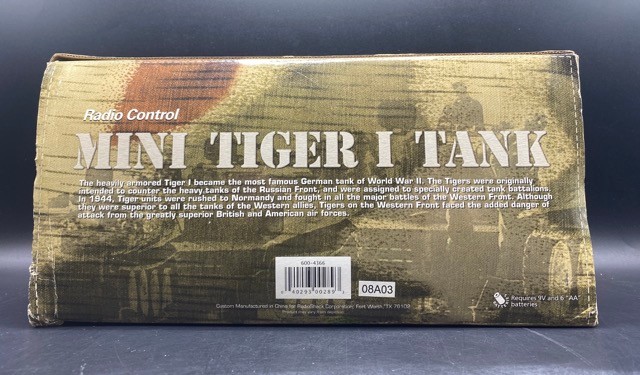 Radio Control
MINI TIGER I TANK
The heavily armored Tiger I became the most famous German tank of World War II. The Tigers were originally
intended to counter the heavy tanks of the Russian Front, and were assigned to specially created tank battalions.
In 1944, Tiger units were rushed to Normandy and fought in all the major battles of the Western Front. Although
they were superior to all the tanks of the Western allies, Tigers on the Western Front faced the added danger of
attack from the greatly superior British and American air forces.
600-4366
08A03
Custom Manufactured in China for RadioShack Corporation, Fort Worth, TX 76102
Product may vary from depiction.
Requires 9V and 6 "AA"
batteries